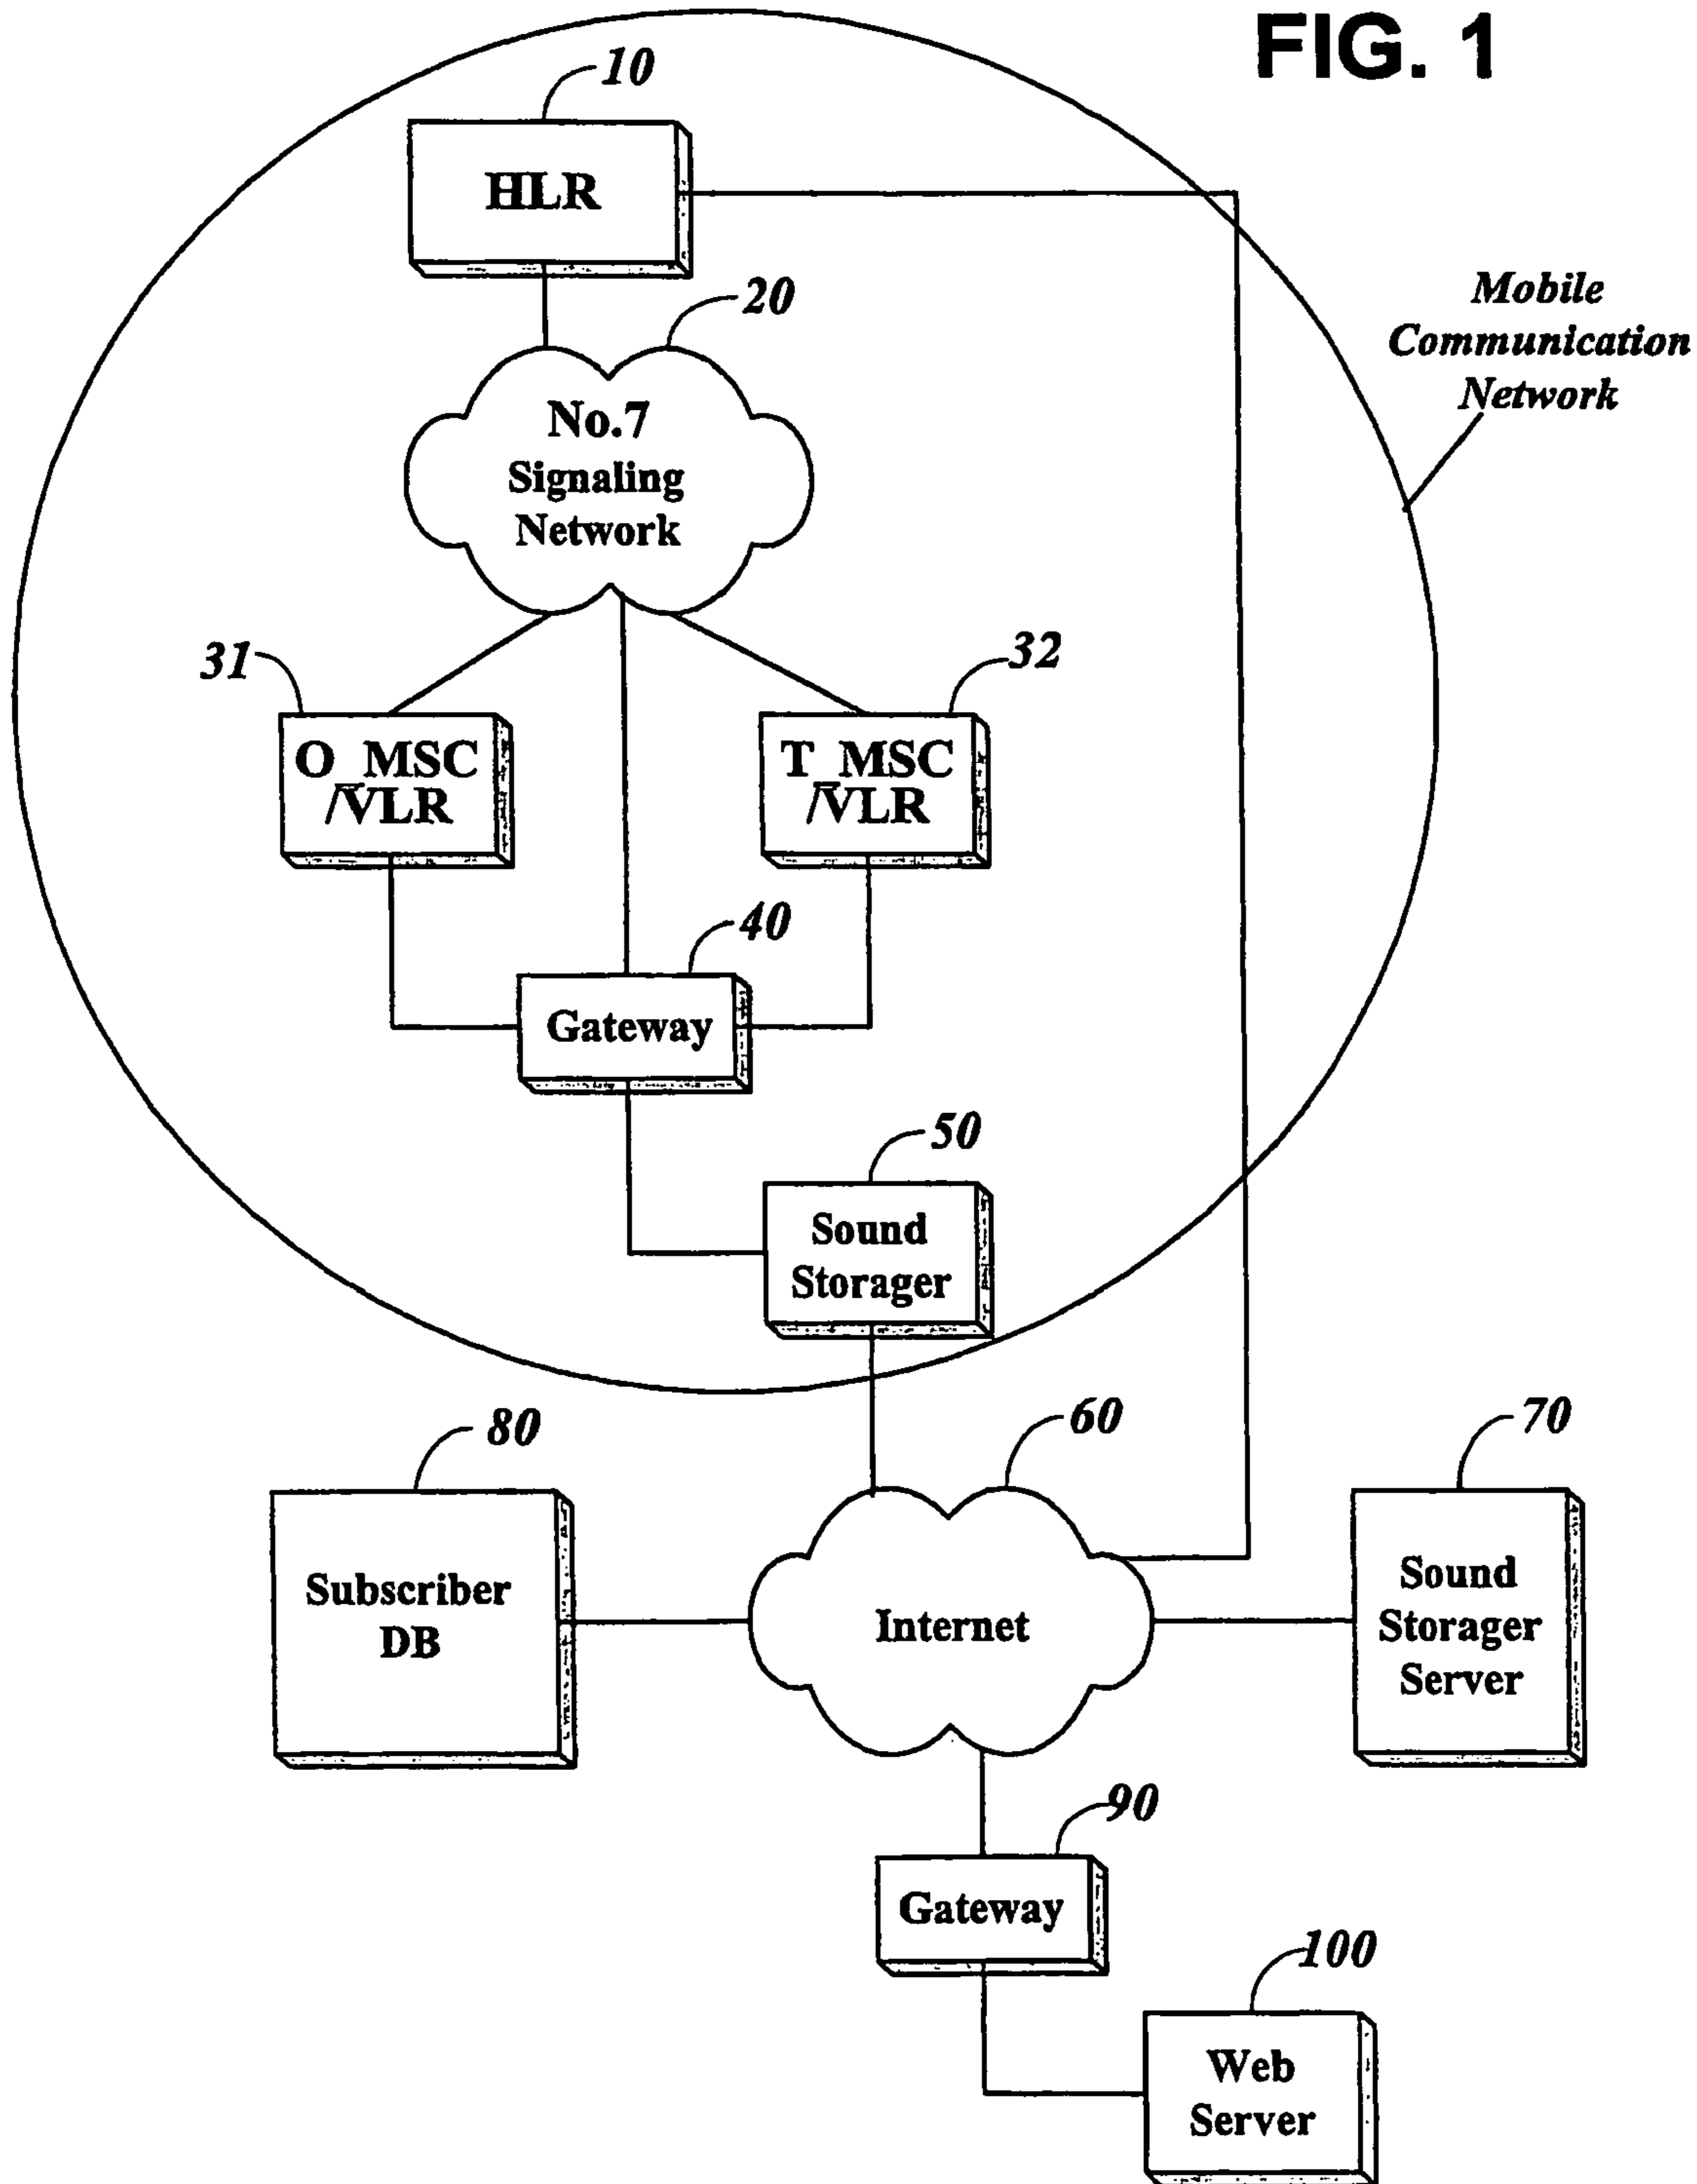 FIG. 1
10
HLR
20
Mobile
Communication
Network
No.7
Signaling
Network
31
32
O_MSC
/VLR
T_MSC
/VLR
40
Gateway
50
Sound
Storager
80
60
70
Subscriber
DB
Internet
Sound
Storager
Server
90
Gateway
100
Web
Server